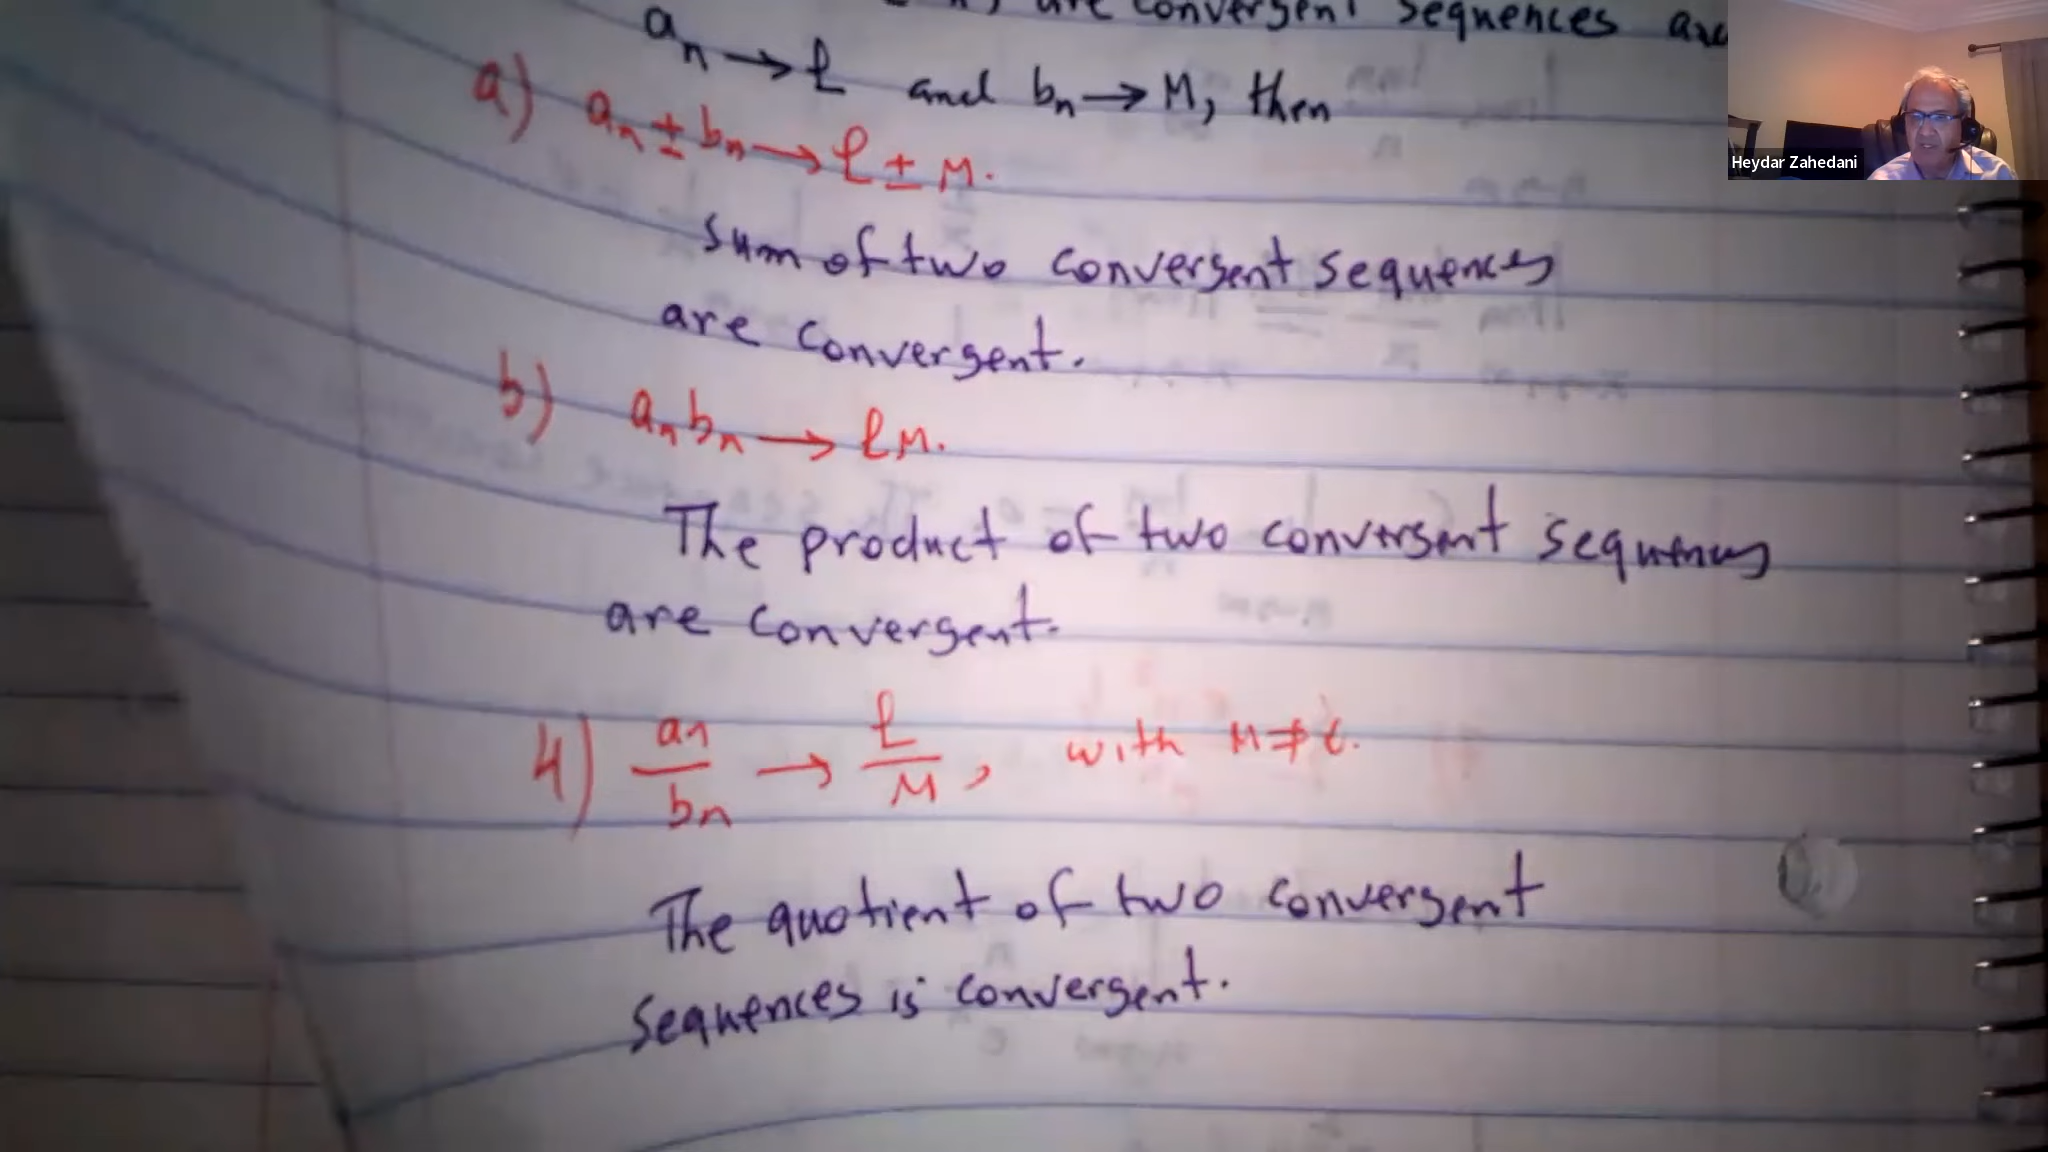 are convergent sequences and
aₙ → ℓ and bₙ → M, then
a) aₙ ± bₙ → ℓ ± M.
Heydar Zahedani
sum of two convergent sequences
are convergent.
b) aₙbₙ → ℓM.
The product of two convergent sequences
are convergent.
4) aₙ/bₙ → ℓ/M, with M ≠
The quotient of two convergent
sequences is convergent.